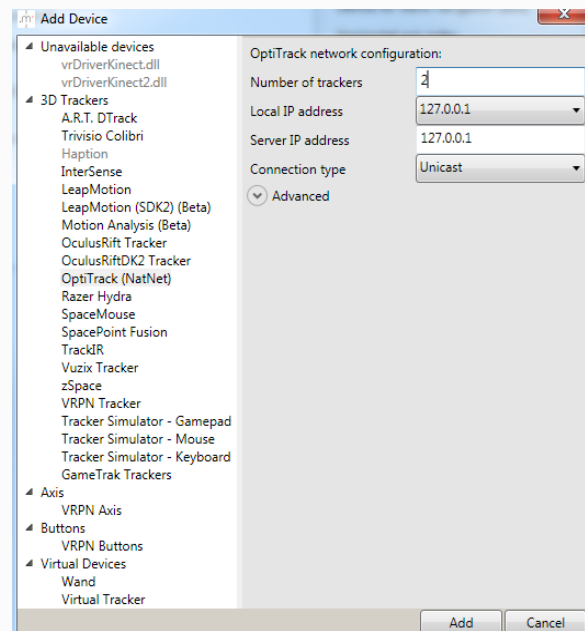 Add Device
Unavailable devices
vrDriverKinect.dll
vrDriverKinect2.dll
3D Trackers
A.R.T. DTrack
Trivisio Colibri
Haption
InterSense
LeapMotion
LeapMotion (SDK2) (Beta)
Motion Analysis (Beta)
OculusRift Tracker
OculusRiftDK2 Tracker
OptiTrack (NatNet)
Razer Hydra
SpaceMouse
SpacePoint Fusion
TrackIR
Vuzix Tracker
zSpace
VRPN Tracker
Tracker Simulator - Gamepad
Tracker Simulator - Mouse
Tracker Simulator - Keyboard
GameTrak Trackers
Axis
VRPN Axis
Buttons
VRPN Buttons
Virtual Devices
Wand
Virtual Tracker
OptiTrack network configuration:
Number of trackers 2
Local IP address 127.0.0.1
Server IP address 127.0.0.1
Connection type Unicast
Advanced
Add Cancel